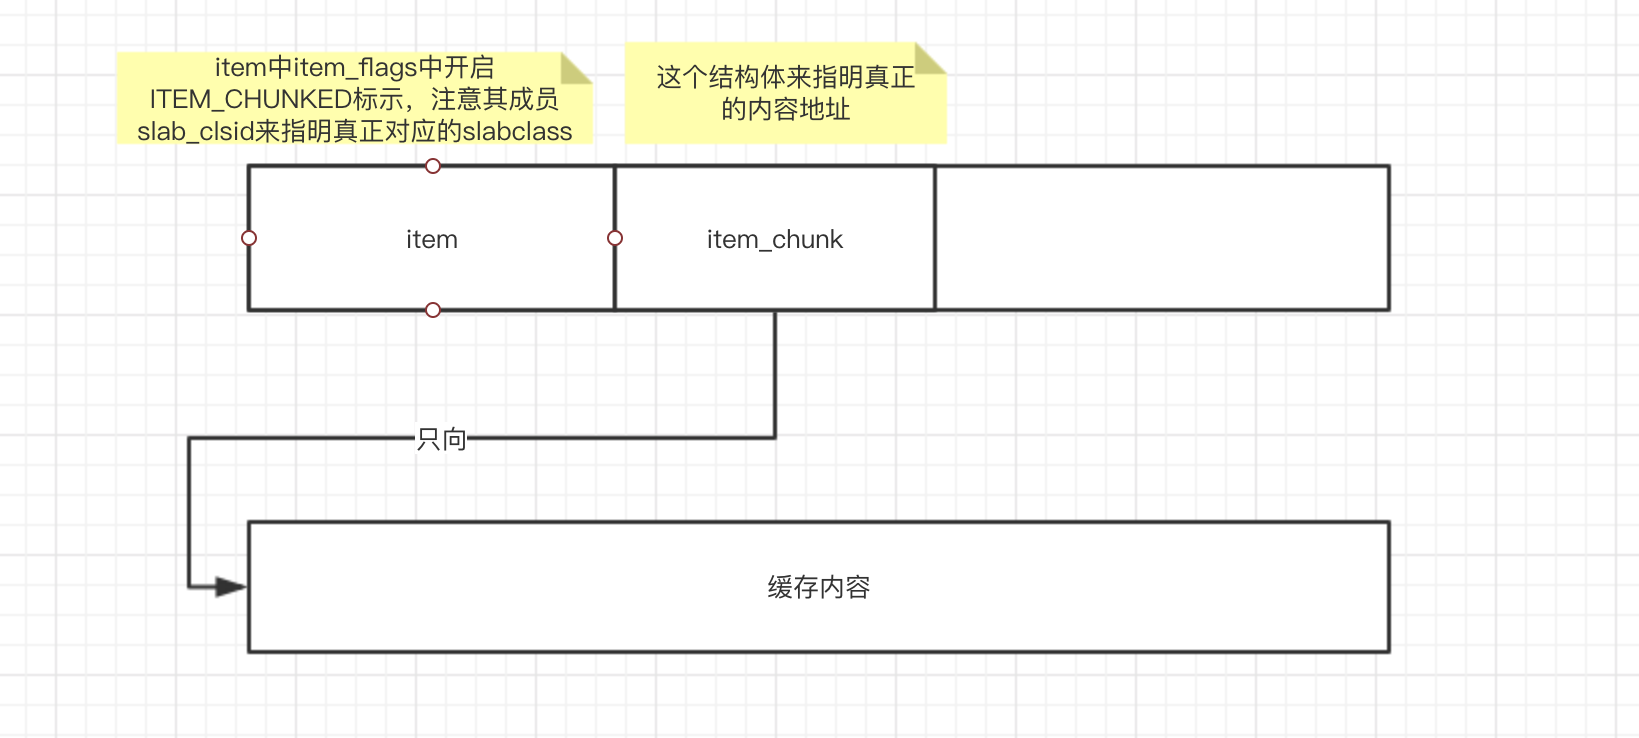 item中item_flags中开启
ITEM_CHUNKED标示，注意其成员
slab_clsid来指明真正对应的slabclass
这个结构体来指明真正
的内容地址
item
item_chunk
只向
缓存内容